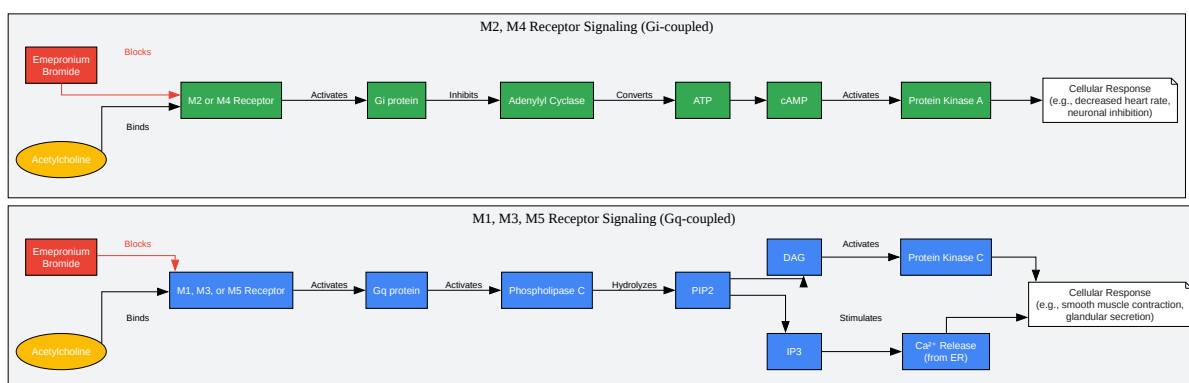 M2, M4 Receptor Signaling (Gi-coupled)
Emepronium
Bromide
Blocks
M2 or M4 Receptor
Activates
Gi protein
Inhibits
Adenylyl Cyclase
Converts
ATP
cAMP
Activates
Protein Kinase A
Cellular Response
(e.g., decreased heart rate,
neuronal inhibition)
Binds
Acetylcholine
M1, M3, M5 Receptor Signaling (Gq-coupled)
Emepronium
Bromide
Blocks
M1, M3, or M5 Receptor
Activates
Gq protein
Activates
Phospholipase C
Hydrolyzes
PIP2
DAG
Activates
Protein Kinase C
Cellular Response
(e.g., smooth muscle contraction,
glandular secretion)
Binds
Acetylcholine
IP3
Stimulates
Ca²⁺ Release
(from ER)